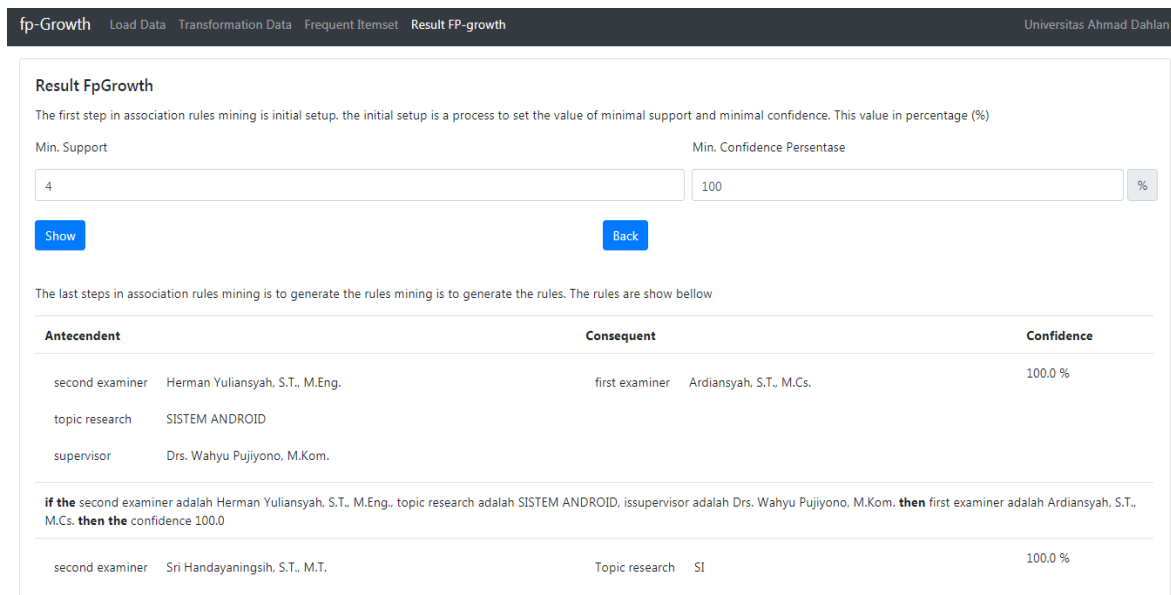 fp-Growth Load Data Transformation Data Frequent Itemset Result FP-growth Universitas Ahmad Dahlan
Result FpGrowth
The first step in association rules mining is initial setup. the initial setup is a process to set the value of minimal support and minimal confidence. This value in percentage (%)
Min. Support Min. Confidence Persentase
4 100 %
Show Back
The last steps in association rules mining is to generate the rules mining is to generate the rules. The rules are show bellow
Antecendent Consequent Confidence
second examiner Herman Yuliansyah, S.T., M.Eng. first examiner Ardiansyah, S.T., M.Cs. 100.0 %
topic research SISTEM ANDROID
supervisor Drs. Wahyu Pujiyono, M.Kom.
if the second examiner adalah Herman Yuliansyah, S.T., M.Eng., topic research adalah SISTEM ANDROID, issupervisor adalah Drs. Wahyu Pujiyono, M.Kom. then first examiner adalah Ardiansyah, S.T.,
M.Cs. then the confidence 100.0
second examiner Sri Handayaningsih, S.T., M.T. Topic research SI 100.0 %